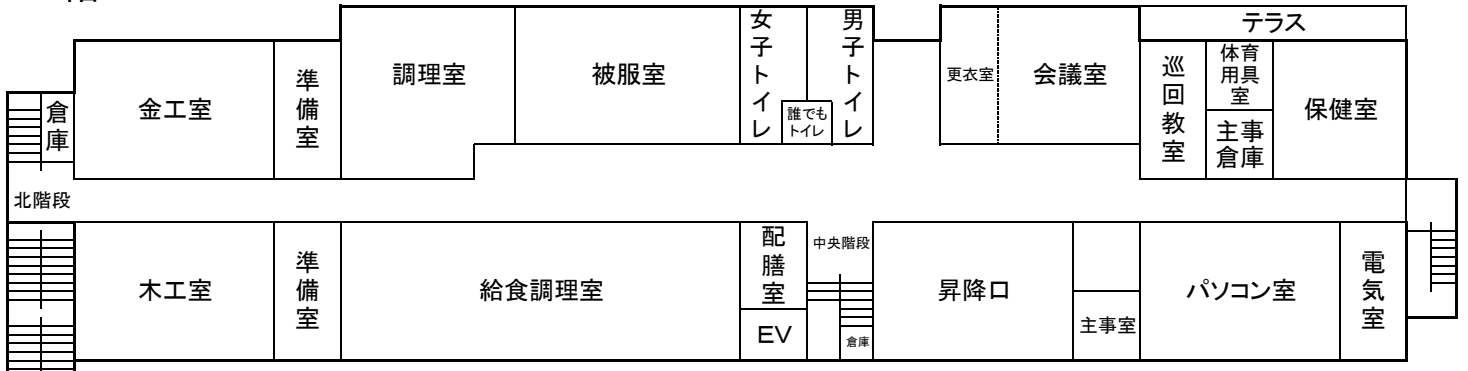 テラス
女子トイレ
男子トイレ
誰でも
トイレ
調理室
被服室
更衣室
会議室
巡回教室
体育
用具
室
主事
倉庫
保健室
倉庫
金工室
準備室
北階段
木工室
準備室
給食調理室
配膳室
EV
中央階段
倉庫
昇降口
主事室
パソコン室
電気室